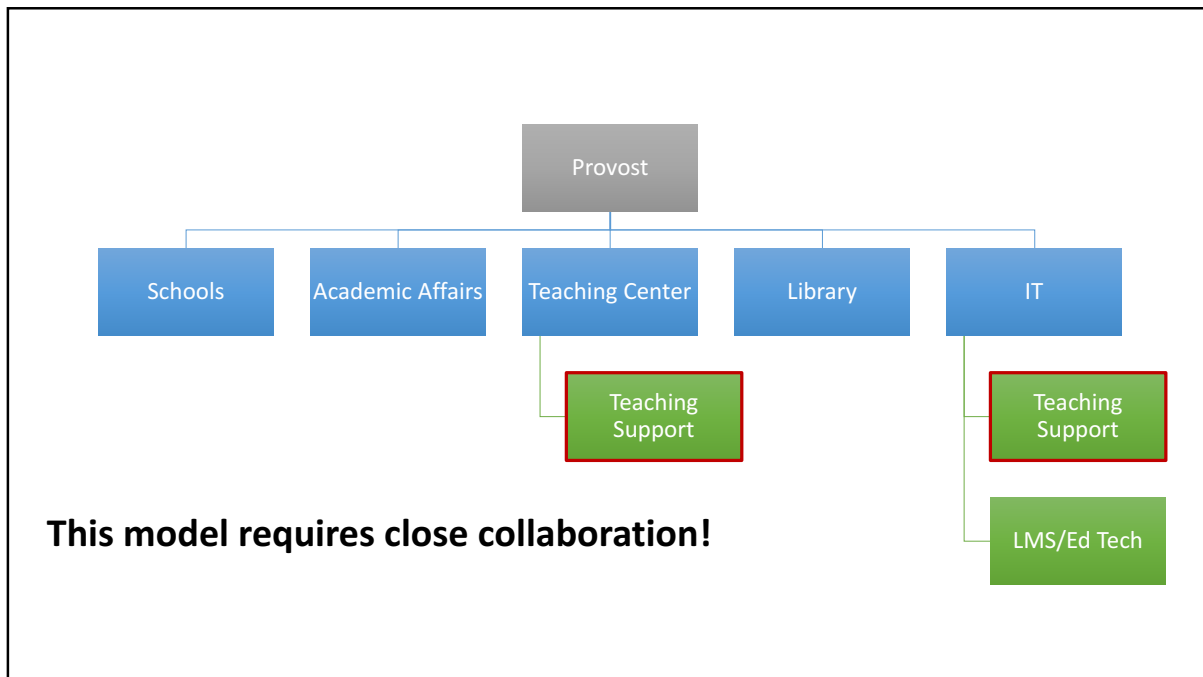 Provost
Schools
Academic Affairs
Teaching Center
Library
IT
Teaching
Support
Teaching
Support
This model requires close collaboration!
LMS/Ed Tech